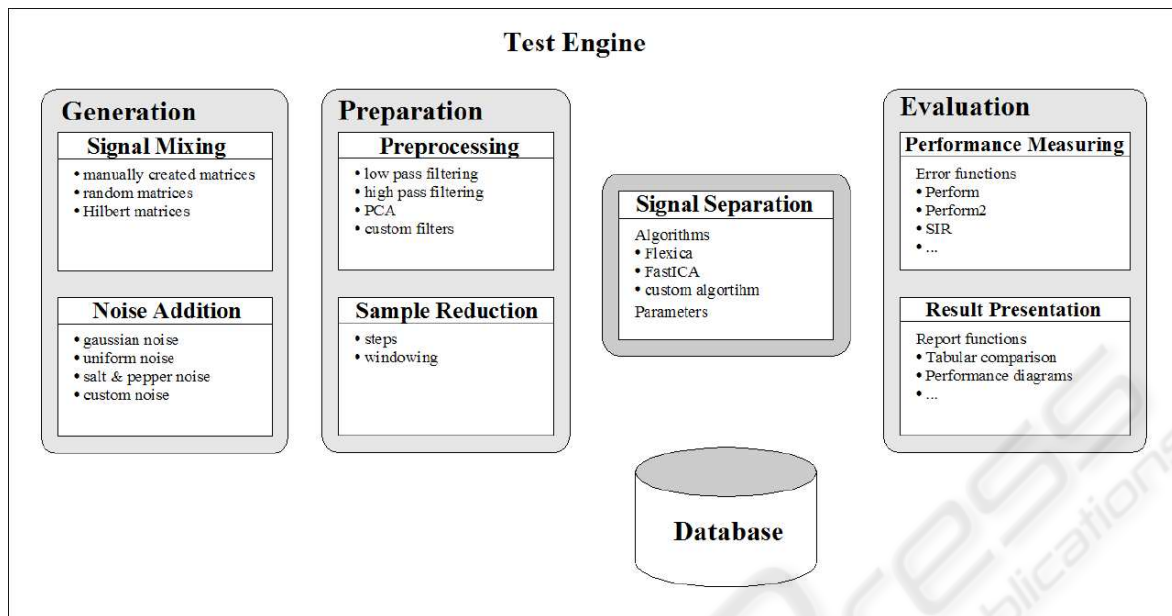 Test Engine
Generation
Signal Mixing
• manually created matrices
• random matrices
• Hilbert matrices
Noise Addition
• gaussian noise
• uniform noise
• salt & pepper noise
• custom noise
Preparation
Preprocessing
• low pass filtering
• high pass filtering
• PCA
• custom filters
Sample Reduction
• steps
• windowing
Signal Separation
Algorithms
• Flexica
• FastICA
• custom algortihm
Parameters
Database
Evaluation
Performance Measuring
Error functions
• Perform
• Perform2
• SIR
• ...
Result Presentation
Report functions
• Tabular comparison
• Performance diagrams
• ...